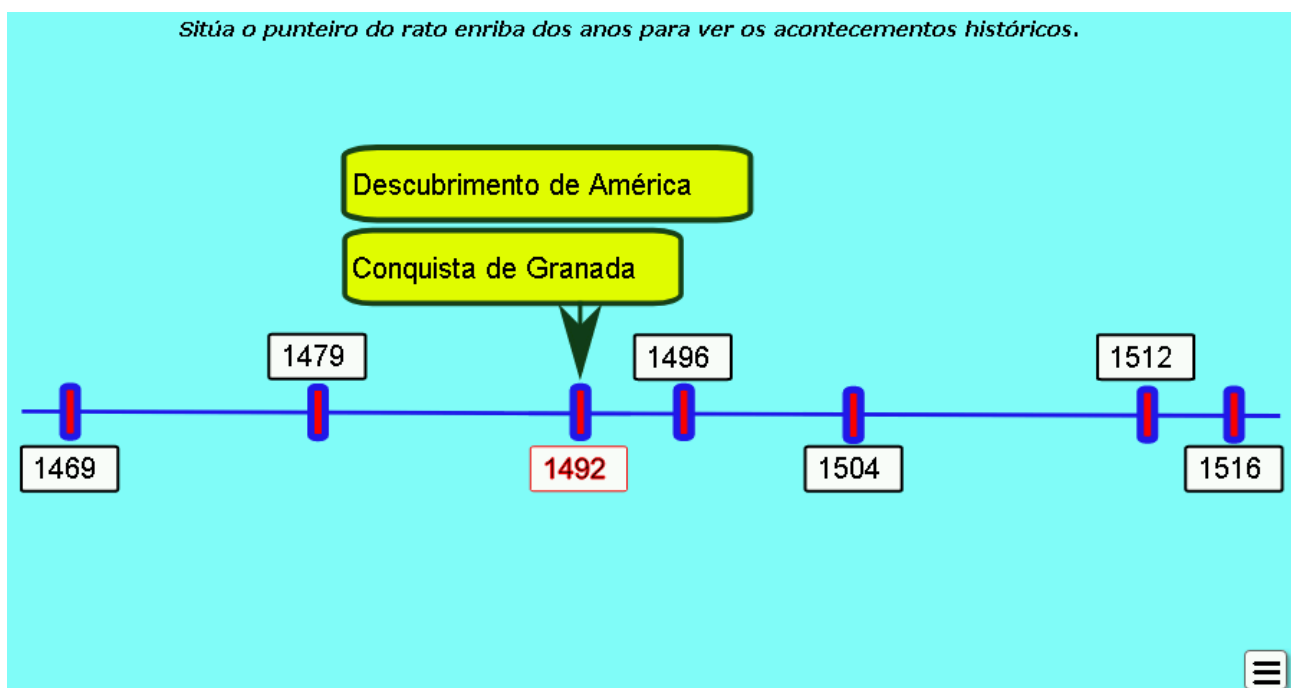 Sitúa o punteiro do rato enriba dos anos para ver os acontecementos históricos.
Descubrimento de América
Conquista de Granada
1479
1496
1512
1469
1492
1504
1516